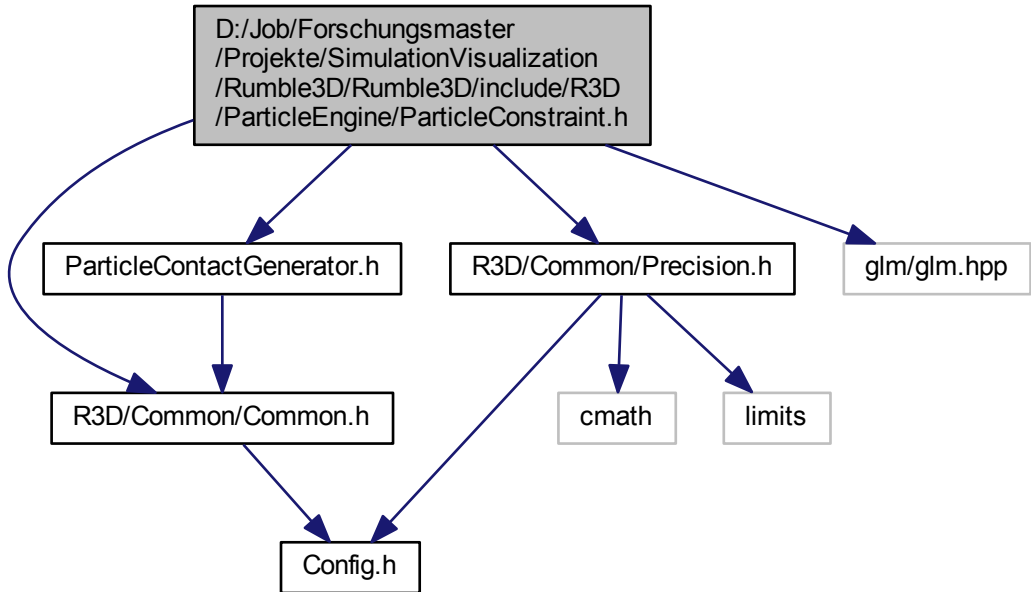 D:/Job/Forschungsmaster
/Projekte/SimulationVisualization
/Rumble3D/Rumble3D/include/R3D
/ParticleEngine/ParticleConstraint.h
ParticleContactGenerator.h
R3D/Common/Precision.h
glm/glm.hpp
R3D/Common/Common.h
cmath
limits
Config.h